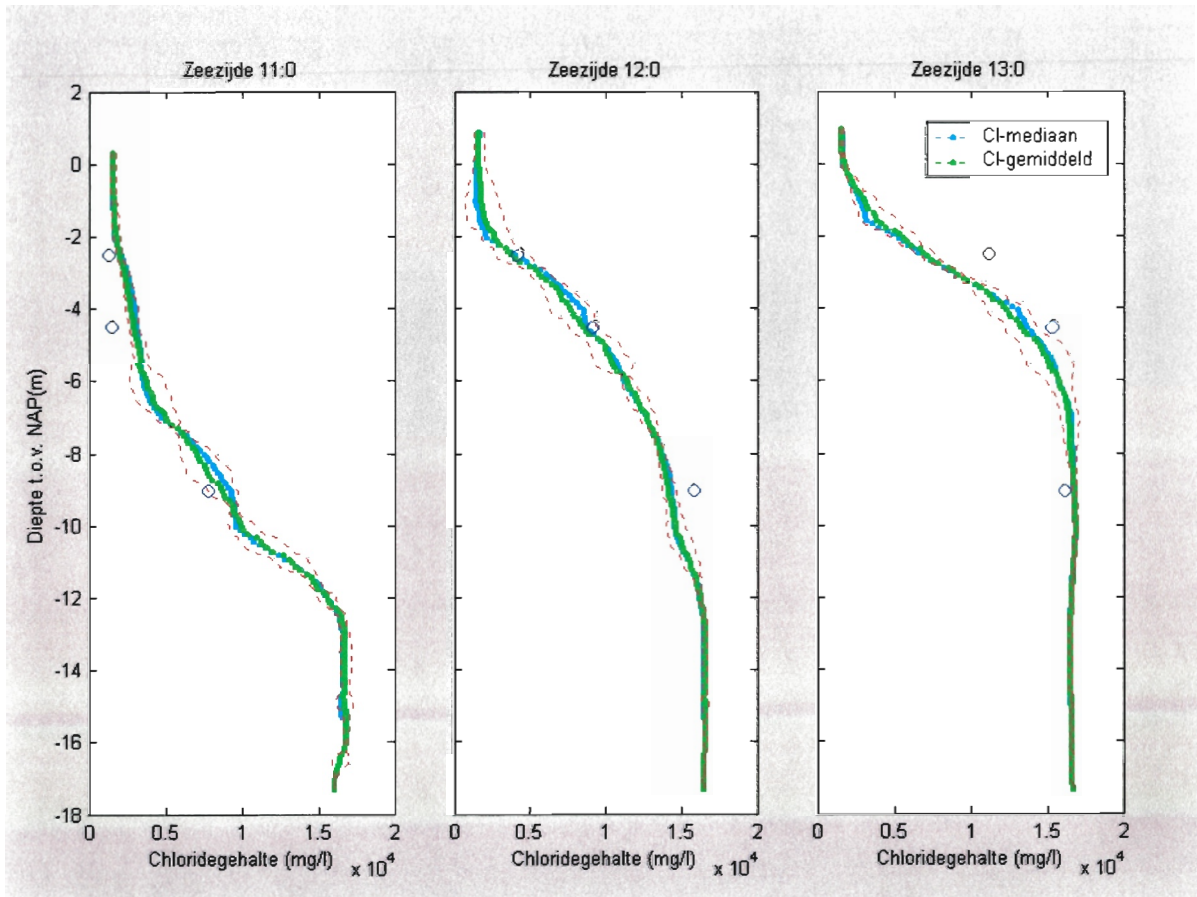 Zeezijde 11:0
Zeezijde 12:0
Zeezijde 13:0
Cl-mediaan
Cl-gemiddeld
Diepte t.o.v. NAP(m)
2
0
-2
-4
-6
-8
-10
-12
-14
-16
-18
0 0.5 1 1.5 2
0 0.5 1 1.5 2
0 0.5 1 1.5 2
Chloridegehalte (mg/l)
x 10^4
Chloridegehalte (mg/l)
x 10^4
Chloridegehalte (mg/l)
x 10^4